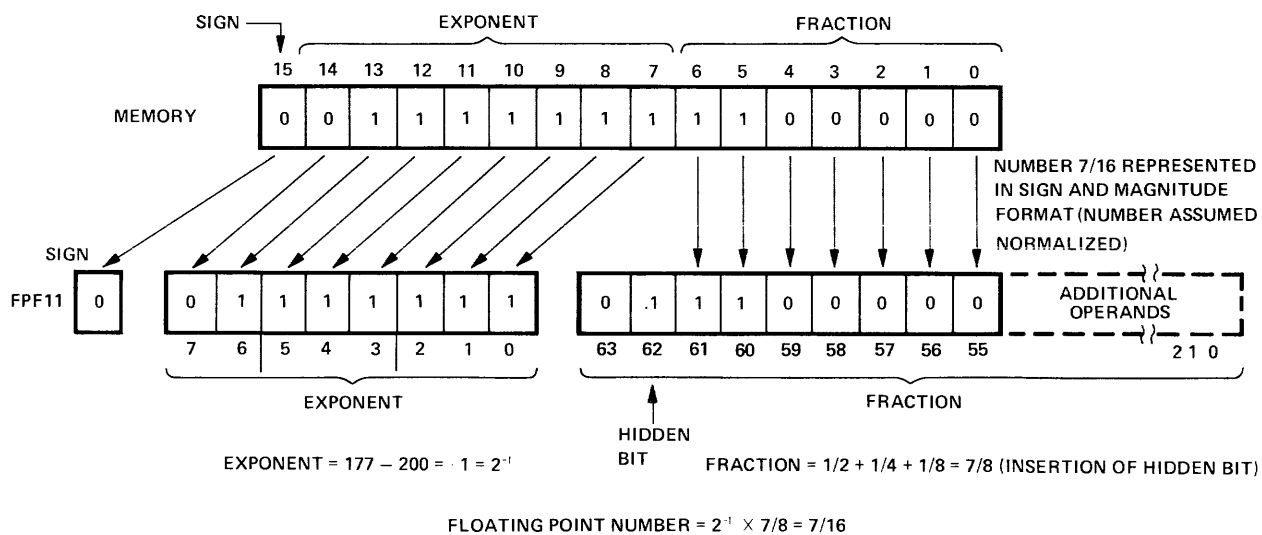 SIGN EXPONENT FRACTION
15 14 13 12 11 10 9 8 7 6 5 4 3 2 1 0
MEMORY 0 0 1 1 1 1 1 1 1 1 1 0 0 0 0 0
NUMBER 7/16 REPRESENTED
IN SIGN AND MAGNITUDE
FORMAT (NUMBER ASSUMED
NORMALIZED)
SIGN
FPF11 0 0 1 1 1 1 1 1 1 0 .1 1 1 0 0 0 0 0
ADDITIONAL
OPERANDS
7 6 5 4 3 2 1 0 63 62 61 60 59 58 57 56 55 2 1 0
EXPONENT FRACTION
HIDDEN
BIT
EXPONENT = 177 – 200 = - 1 = 2⁻¹
FRACTION = 1/2 + 1/4 + 1/8 = 7/8 (INSERTION OF HIDDEN BIT)
FLOATING POINT NUMBER = 2⁻¹ × 7/8 = 7/16